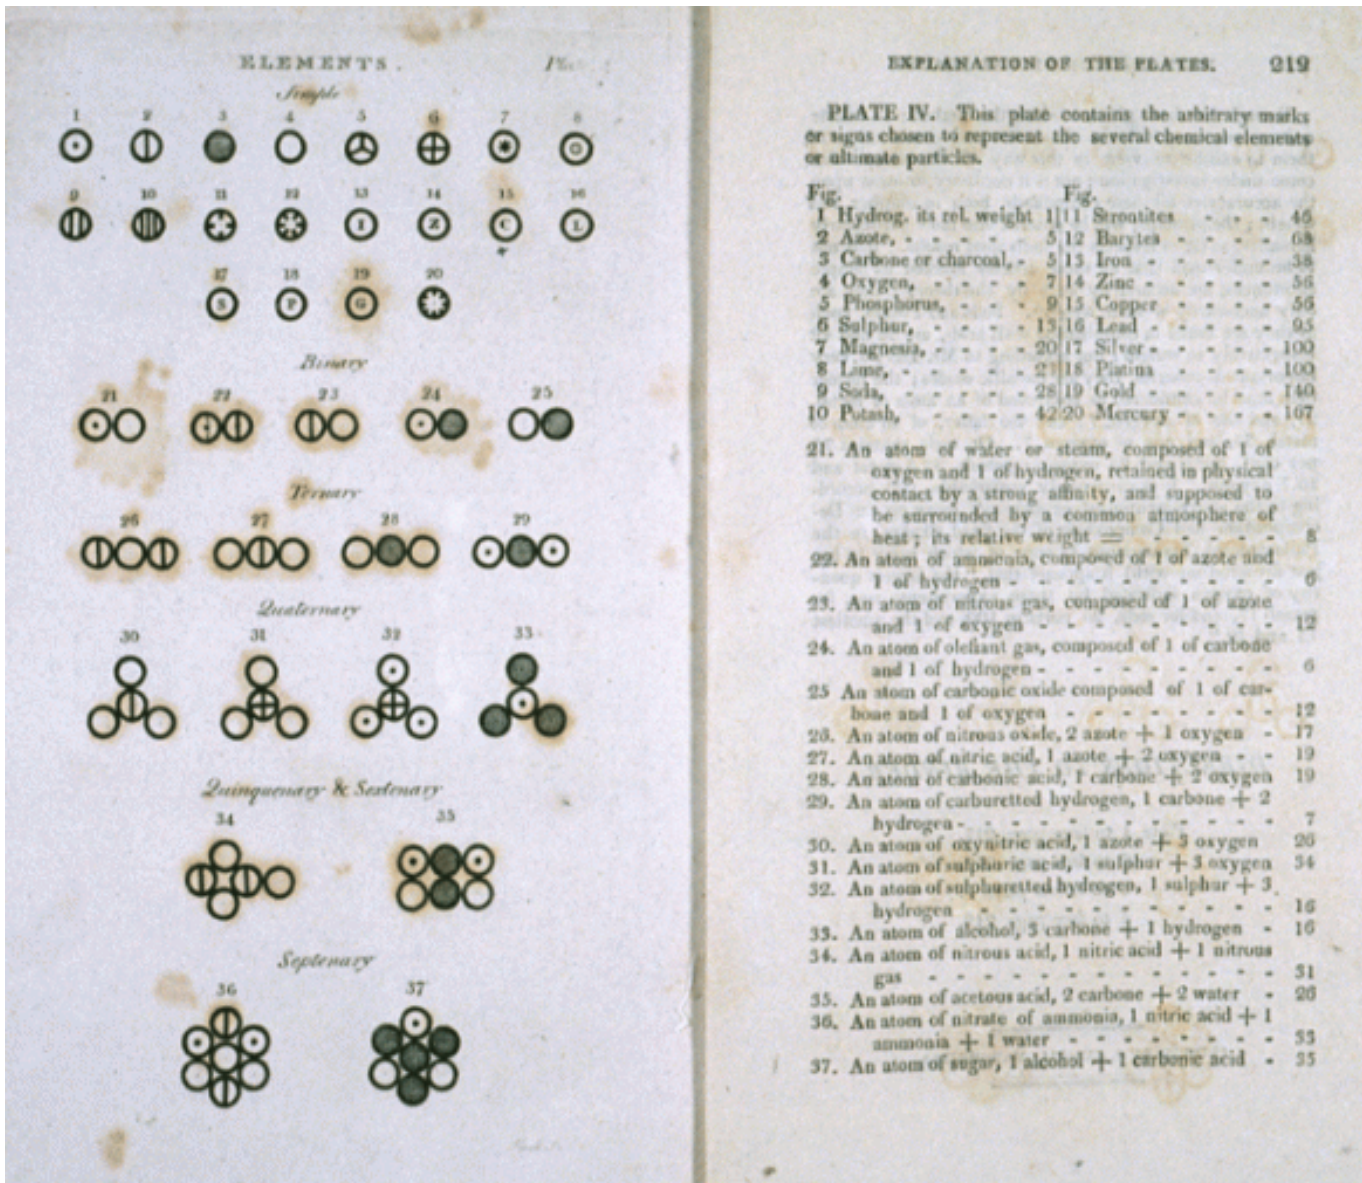 ELEMENTS.
Simple
1 2 3 4 5 6 7 8
9 10 11 12 13 14 15 16
I Z C L
17 18 19 20
S P G
Binary
21 22 23 24 25
Ternary
26 27 28 29
Quaternary
30 31 32 33
Quinquenary & Sextenary
34 35
Septenary
36 37
EXPLANATION OF THE PLATES. 219
PLATE IV. This plate contains the arbitrary marks
or signs chosen to represent the several chemical elements
or ultimate particles.
Fig. Fig.
1 Hydrog. its rel. weight 1 11 Strontites - - - 46
2 Azote, - - - - - 5 12 Barytes - - - - 68
3 Carbone or charcoal, - 5 13 Iron - - - - - 38
4 Oxygen, - - - - 7 14 Zinc - - - - - 56
5 Phosphorus, - - - 9 15 Copper - - - - 56
6 Sulphur, - - - - 13 16 Lead - - - - - 95
7 Magnesia, - - - - 20 17 Silver - - - - - 100
8 Lime, - - - - - 23 18 Platina - - - - 100
9 Soda, - - - - - 28 19 Gold - - - - - 140
10 Potash, - - - - 42 20 Mercury - - - - 167
21. An atom of water or steam, composed of 1 of
oxygen and 1 of hydrogen, retained in physical
contact by a strong affinity, and supposed to
be surrounded by a common atmosphere of
heat; its relative weight = - - - - - 8
22. An atom of ammonia, composed of 1 of azote and
1 of hydrogen - - - - - - - - - 6
23. An atom of nitrous gas, composed of 1 of azote
and 1 of oxygen - - - - - - - - 12
24. An atom of olefiant gas, composed of 1 of carbone
and 1 of hydrogen - - - - - - - - 6
25 An atom of carbonic oxide composed of 1 of car-
bone and 1 of oxygen - - - - - - - 12
26. An atom of nitrous oxide, 2 azote + 1 oxygen - 17
27. An atom of nitric acid, 1 azote + 2 oxygen - - 19
28. An atom of carbonic acid, 1 carbone + 2 oxygen 19
29. An atom of carburetted hydrogen, 1 carbone + 2
hydrogen - - - - - - - - - - 7
30. An atom of oxynitric acid, 1 azote + 3 oxygen 26
31. An atom of sulphuric acid, 1 sulphur + 3 oxygen 34
32. An atom of sulphuretted hydrogen, 1 sulphur + 3
hydrogen - - - - - - - - - - 16
33. An atom of alcohol, 3 carbone + 1 hydrogen - 16
34. An atom of nitrous acid, 1 nitric acid + 1 nitrous
gas - - - - - - - - - - - - 31
35. An atom of acetous acid, 2 carbone + 2 water - 26
36. An atom of nitrate of ammonia, 1 nitric acid + 1
ammonia + 1 water - - - - - - - 33
37. An atom of sugar, 1 alcohol + 1 carbonic acid - 35